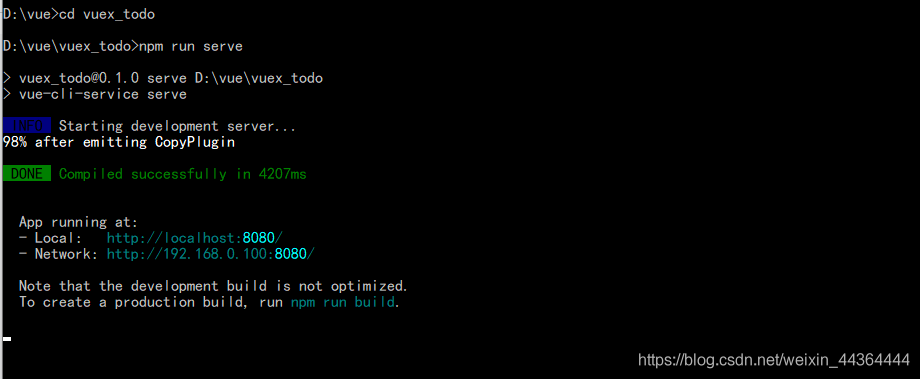 D:\vue>cd vuex_todo
D:\vue\vuex_todo>npm run serve
> vuex_todo@0.1.0 serve D:\vue\vuex_todo
> vue-cli-service serve
INFO Starting development server...
98% after emitting CopyPlugin
DONE Compiled successfully in 4207ms
App running at:
- Local: http://localhost:8080/
- Network: http://192.168.0.100:8080/
Note that the development build is not optimized.
To create a production build, run npm run build.
https://blog.csdn.net/weixin_44364444